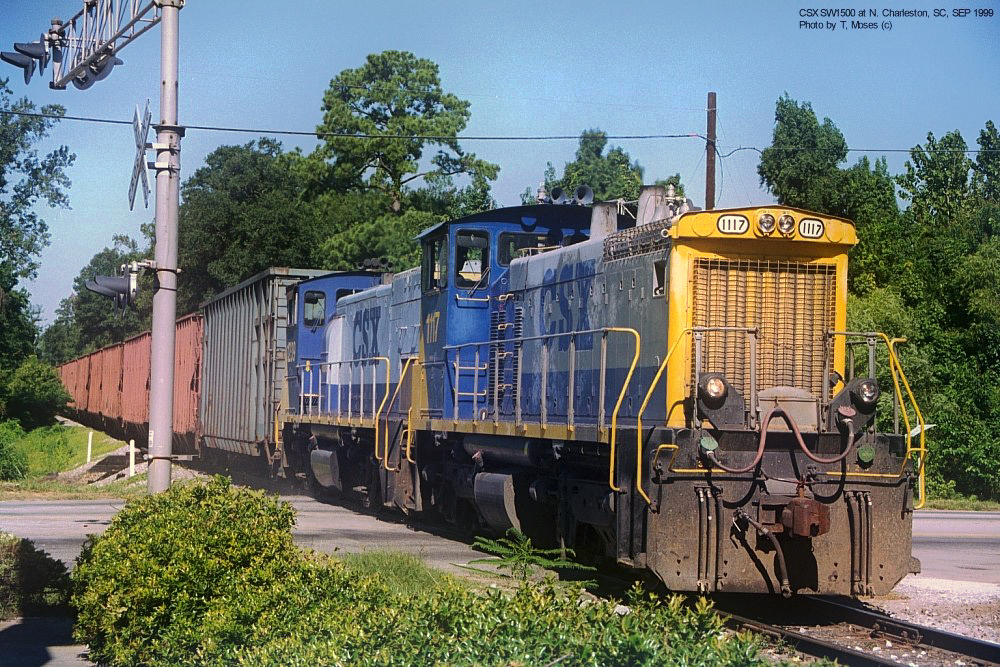 CSX SW1500 at N. Charleston, SC, SEP 1999
Photo by T, Moses (c)
1117 1117
CSX
1117
CSX